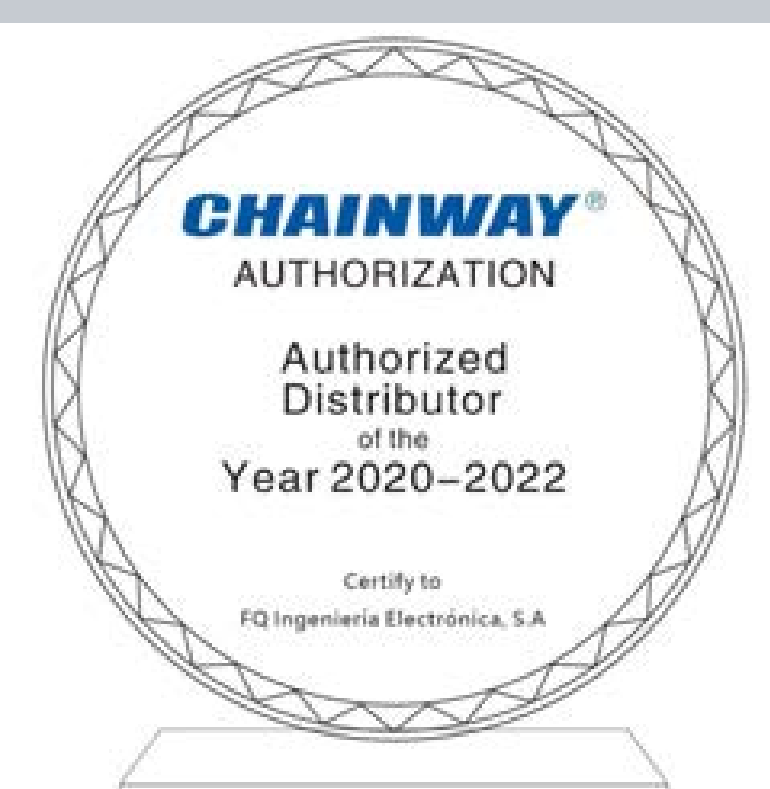 CHAINWAY®
AUTHORIZATION
Authorized
Distributor
of the
Year 2020–2022
Certify to
FQ Ingeniería Electrónica, S.A